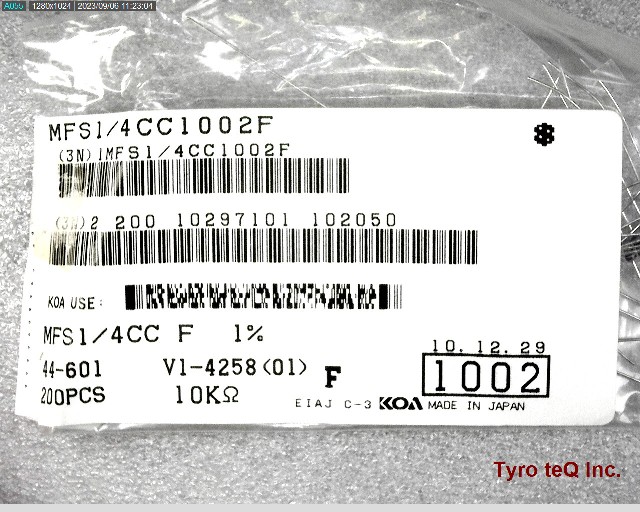 A055 1280x1024 2023/09/06 11:23:04
MFS1/4CC1002F
(3N)1MFS1/4CC1002F
(3N)2 200 10297101 102050
KOA USE:
MFS1/4CC F 1%
10.12.29
44-601 V1-4258(01) F 1002
200PCS 10KΩ
EIAJ C-3 KOA MADE IN JAPAN
Tyro teQ Inc.